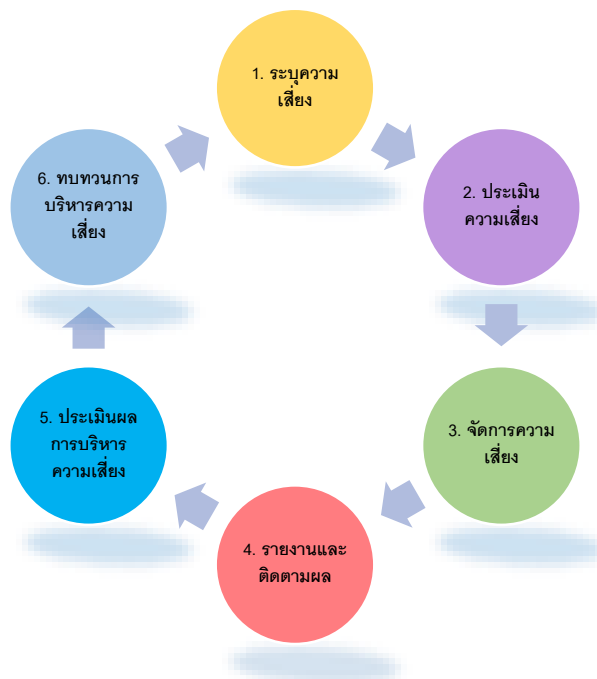 1. ระบุความ
เสี่ยง
2. ประเมิน
ความเสี่ยง
3. จัดการความ
เสี่ยง
4. รายงานและ
ติดตามผล
5. ประเมินผล
การบริหาร
ความเสี่ยง
6. ทบทวนการ
บริหารความ
เสี่ยง